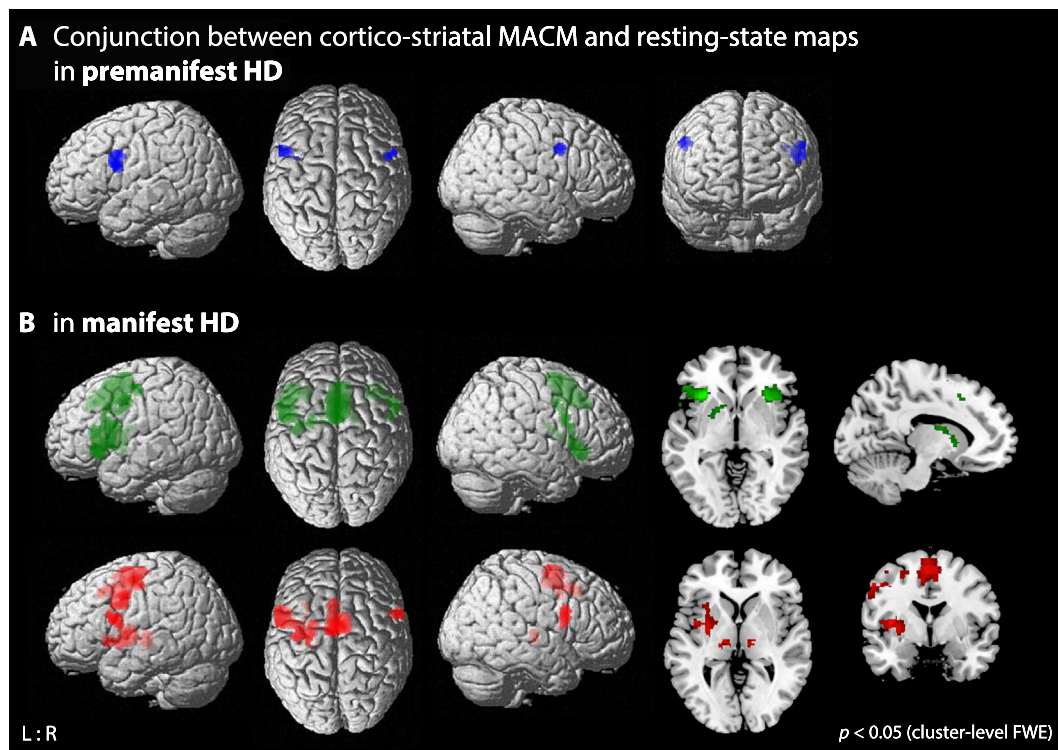 A Conjunction between cortico-striatal MACM and resting-state maps
in premanifest HD
B in manifest HD
L : R
p < 0.05 (cluster-level FWE)